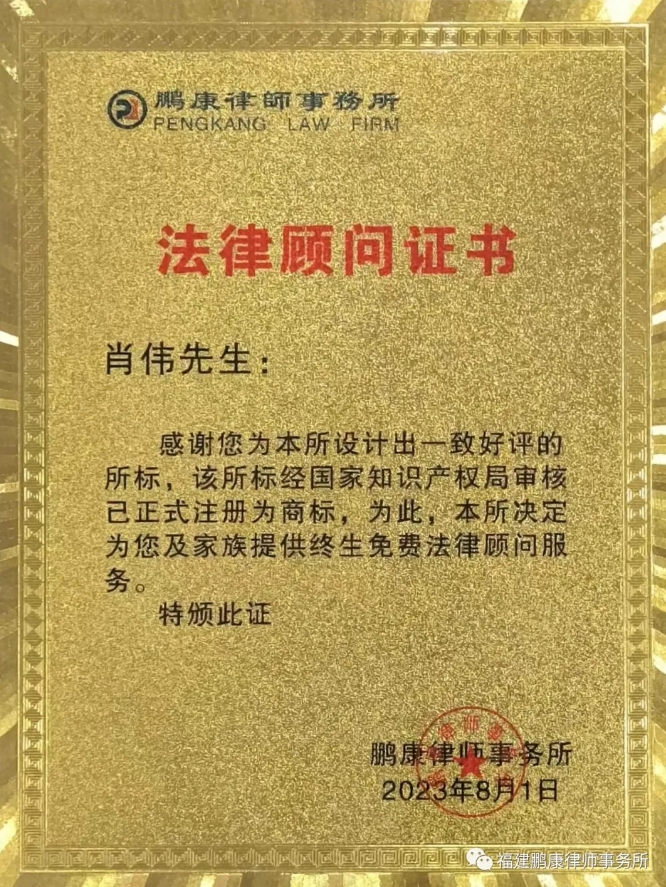 鹏康律師事務所
PENGKANG LAW FIRM
法律顾问证书
肖伟先生：
感谢您为本所设计出一致好评的
所标，该所标经国家知识产权局审核
已正式注册为商标，为此，本所决定
为您及家族提供终生免费法律顾问服
务。
特颁此证
鹏康律师事务所
2023年8月1日
福建鹏康律师事务所